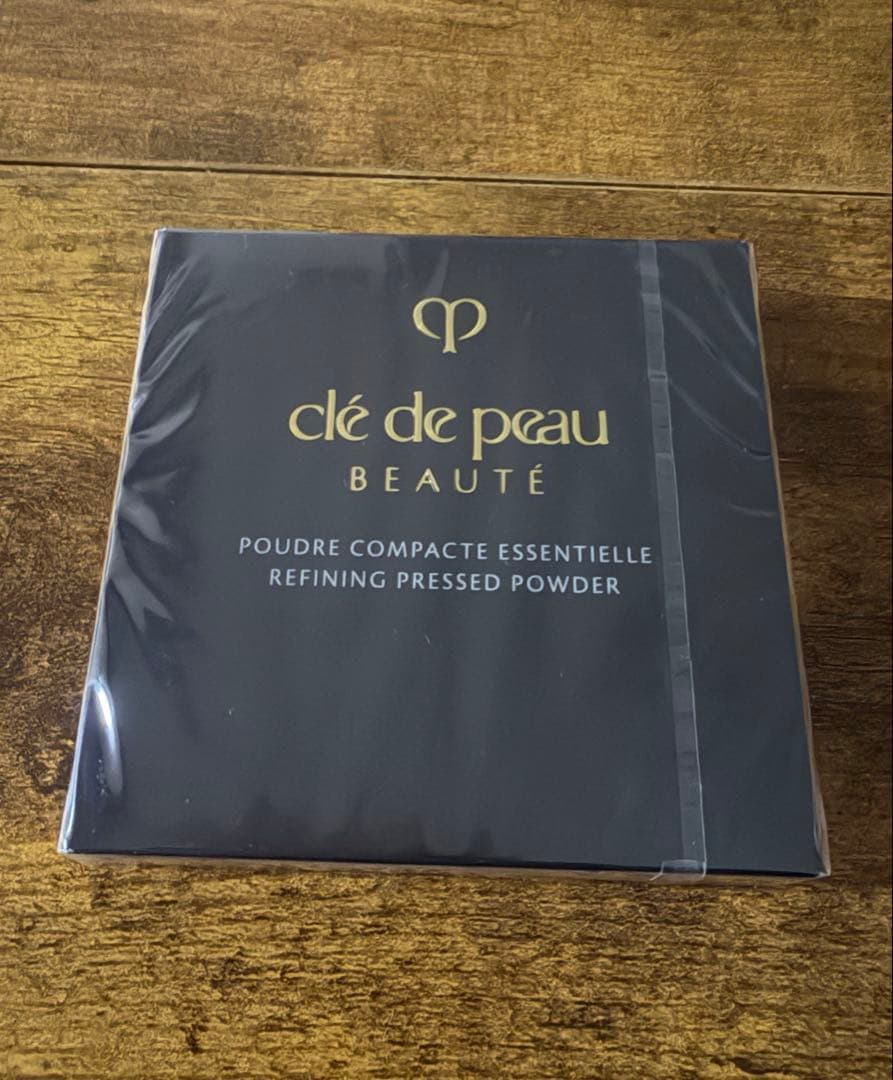 clé de peau
BEAUTÉ
POUDRE COMPACTE ESSENTIELLE
REFINING PRESSED POWDER